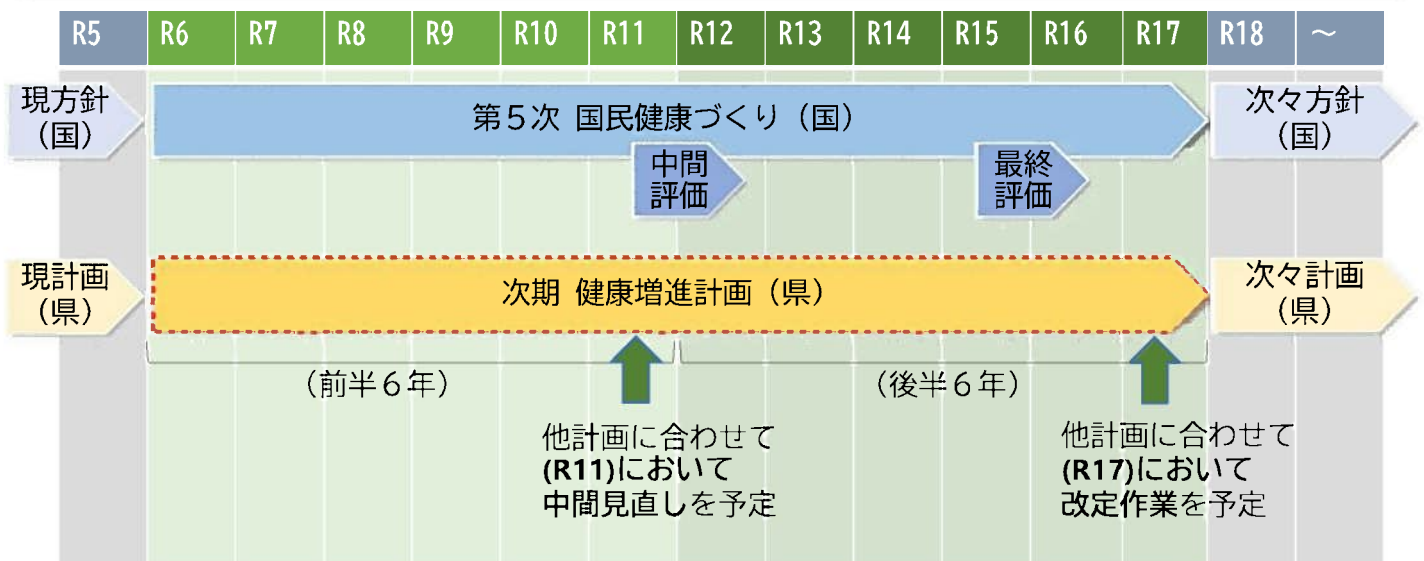 R5 R6 R7 R8 R9 R10 R11 R12 R13 R14 R15 R16 R17 R18 ～
現方針
（国）
第５次 国民健康づくり（国）
次々方針
（国）
中間
評価
最終
評価
現計画
（県）
次期 健康増進計画（県）
次々計画
（県）
（前半６年）
（後半６年）
他計画に合わせて
(R11)において
中間見直しを予定
他計画に合わせて
(R17)において
改定作業を予定